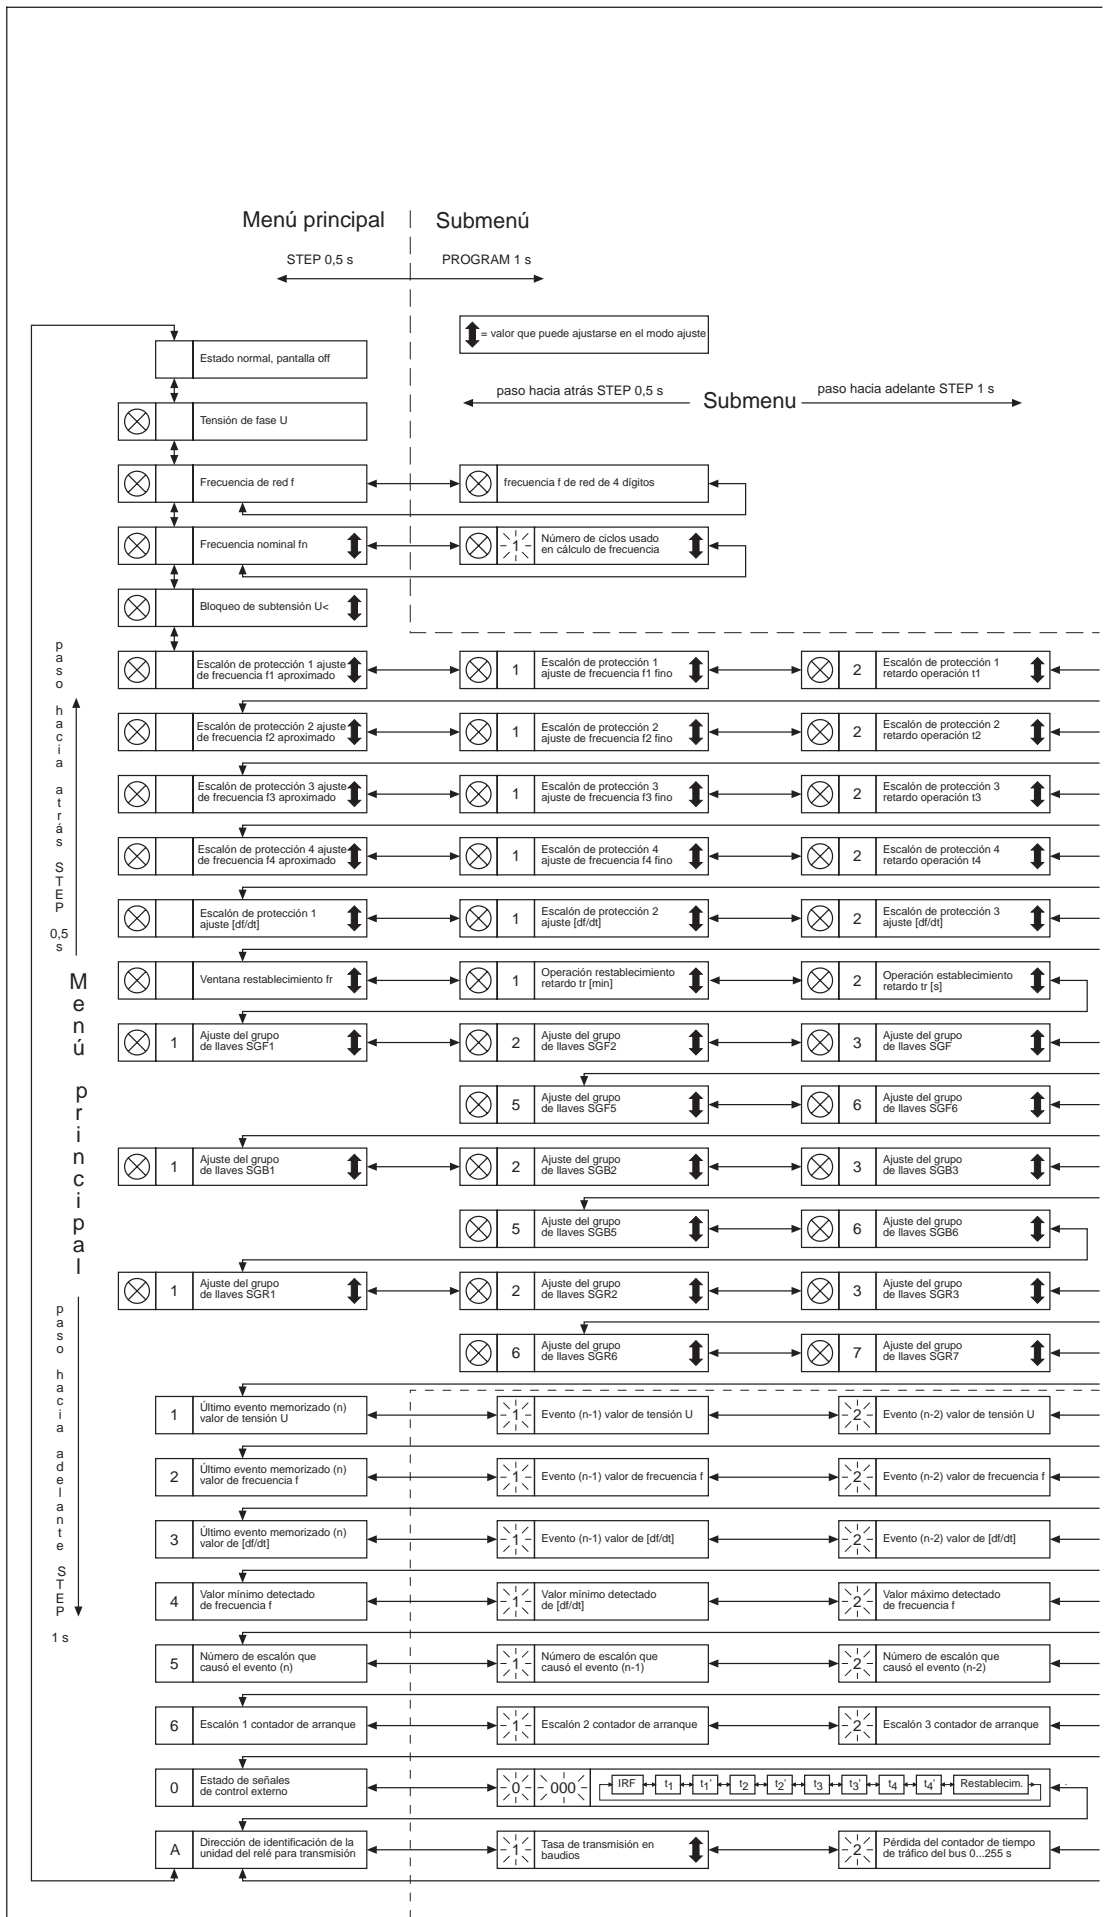 Menú principal
Submenú
STEP 0,5 s
PROGRAM 1 s
= valor que puede ajustarse en el modo ajuste
Estado normal, pantalla off
paso hacia atrás STEP 0,5 s
Submenu
paso hacia adelante STEP 1 s
Tensión de fase U
Frecuencia de red f
frecuencia f de red de 4 dígitos
Frecuencia nominal fn
1
Número de ciclos usado
en cálculo de frecuencia
Bloqueo de subtensión U<
paso hacia atrás STEP
0,5
s
Menú principal
paso hacia adelante STEP
1 s
Escalón de protección 1 ajuste
de frecuencia f1 aproximado
1
Escalón de protección 1
ajuste de frecuencia f1 fino
2
Escalón de protección 1
retardo operación t1
Escalón de protección 2 ajuste
de frecuencia f2 aproximado
1
Escalón de protección 2
ajuste de frecuencia f2 fino
2
Escalón de protección 2
retardo operación t2
Escalón de protección 3 ajuste
de frecuencia f3 aproximado
1
Escalón de protección 3
ajuste de frecuencia f3 fino
2
Escalón de protección 3
retardo operación t3
Escalón de protección 4 ajuste
de frecuencia f4 aproximado
1
Escalón de protección 4
ajuste de frecuencia f4 fino
2
Escalón de protección 4
retardo operación t4
Escalón de protección 1
ajuste [df/dt]
1
Escalón de protección 2
ajuste [df/dt]
2
Escalón de protección 3
ajuste [df/dt]
Ventana restablecimiento fr
1
Operación restablecimiento
retardo tr [min]
2
Operación establecimiento
retardo tr [s]
1
Ajuste del grupo
de llaves SGF1
2
Ajuste del grupo
de llaves SGF2
3
Ajuste del grupo
de llaves SGF
5
Ajuste del grupo
de llaves SGF5
6
Ajuste del grupo
de llaves SGF6
1
Ajuste del grupo
de llaves SGB1
2
Ajuste del grupo
de llaves SGB2
3
Ajuste del grupo
de llaves SGB3
5
Ajuste del grupo
de llaves SGB5
6
Ajuste del grupo
de llaves SGB6
1
Ajuste del grupo
de llaves SGR1
2
Ajuste del grupo
de llaves SGR2
3
Ajuste del grupo
de llaves SGR3
6
Ajuste del grupo
de llaves SGR6
7
Ajuste del grupo
de llaves SGR7
1
Último evento memorizado (n)
valor de tensión U
1
Evento (n-1) valor de tensión U
2
Evento (n-2) valor de tensión U
2
Último evento memorizado (n)
valor de frecuencia f
1
Evento (n-1) valor de frecuencia f
2
Evento (n-2) valor de frecuencia f
3
Último evento memorizado (n)
valor de [df/dt]
1
Evento (n-1) valor de [df/dt]
2
Evento (n-2) valor de [df/dt]
4
Valor mínimo detectado
de frecuencia f
1
Valor mínimo detectado
de [df/dt]
2
Valor máximo detectado
de frecuencia f
5
Número de escalón que
causó el evento (n)
1
Número de escalón que
causó el evento (n-1)
2
Número de escalón que
causó el evento (n-2)
6
Escalón 1 contador de arranque
1
Escalón 2 contador de arranque
2
Escalón 3 contador de arranque
0
Estado de señales
de control externo
0
000
IRF t1 t1' t2 t2' t3 t3' t4 t4' Restablecim.
A
Dirección de identificación de la
unidad del relé para transmisión
1
Tasa de transmisión en
baudios
2
Pérdida del contador de tiempo
de tráfico del bus 0...255 s